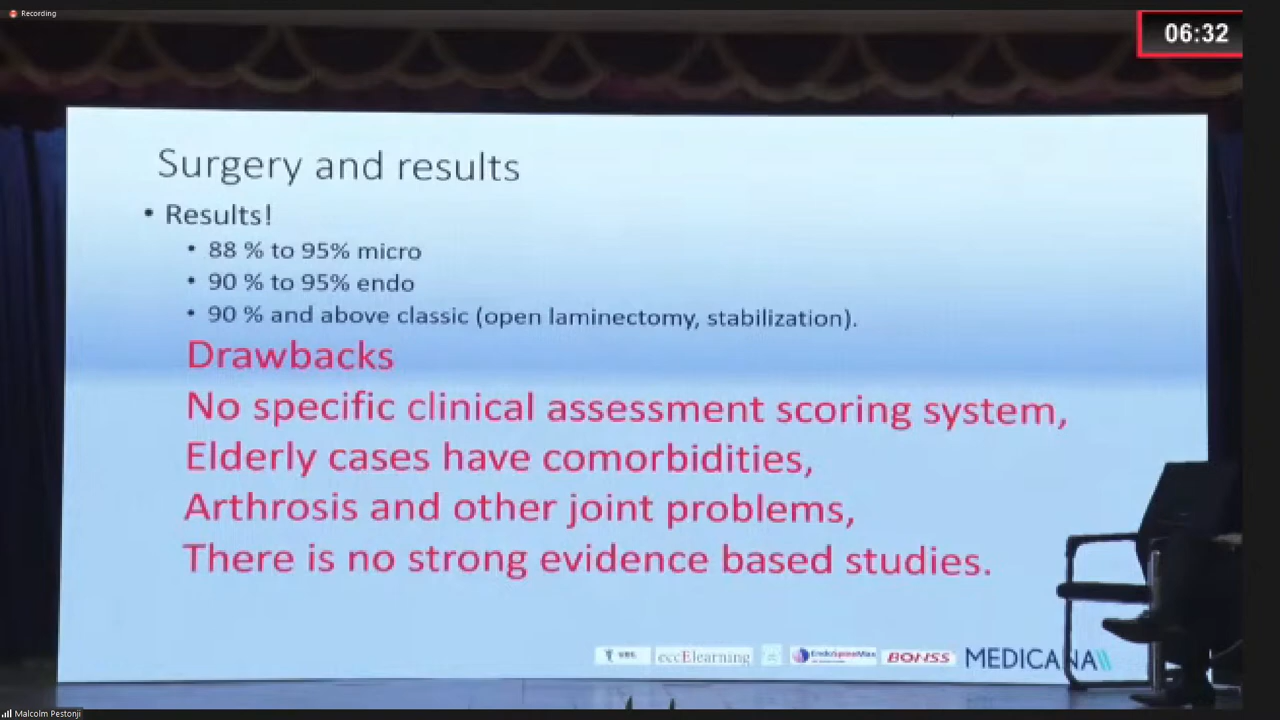 Recording
06:32
Surgery and results
• Results!
• 88 % to 95% micro
• 90 % to 95% endo
• 90 % and above classic (open laminectomy, stabilization).
Drawbacks
No specific clinical assessment scoring system,
Elderly cases have comorbidities,
Arthrosis and other joint problems,
There is no strong evidence based studies.
eccElearning EndoSpineMax BONSS MEDICANA
Malcolm Pestonji